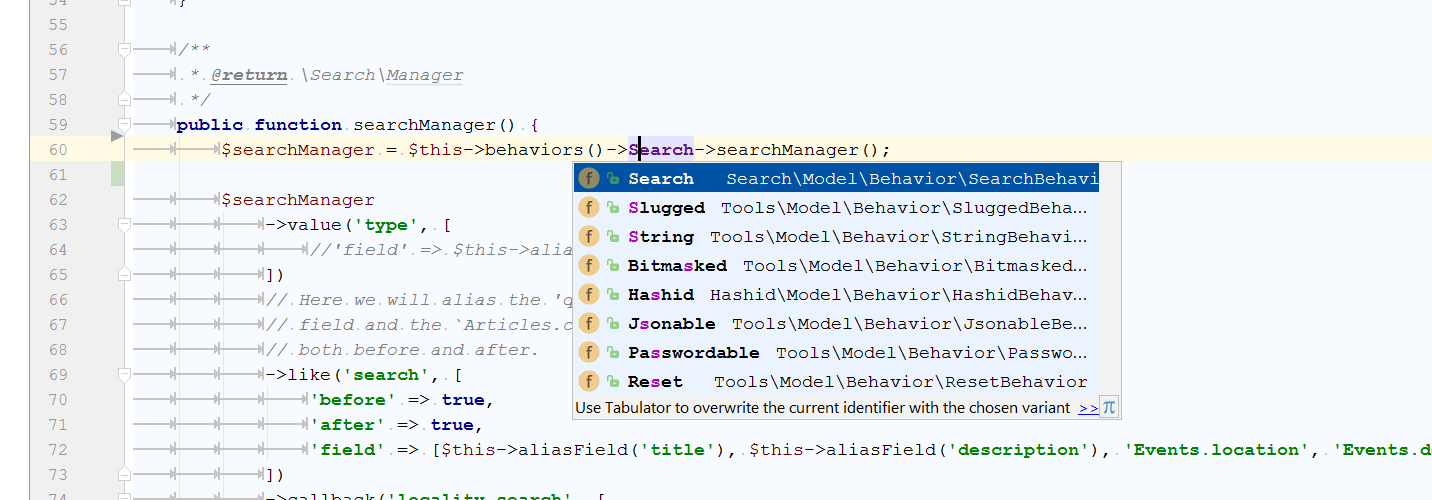 54 }
55
56 /**
57 * @return \Search\Manager
58 */
59 public function searchManager() {
60 $searchManager = $this->behaviors()->Search->searchManager();
61
62 $searchManager
63 ->value('type', [
64 //'field' => $this->alia
65 ])
66 // Here we will alias the 'q
67 // field and the `Articles.c
68 // both before and after.
69 ->like('search', [
70 'before' => true,
71 'after' => true,
72 'field' => [$this->aliasField('title'), $this->aliasField('description'), 'Events.location', 'Events.d
73 ])
74 ->callback('locality_search', [
f Search Search\Model\Behavior\SearchBehavi
f Slugged Tools\Model\Behavior\SluggedBeha...
f String Tools\Model\Behavior\StringBehavi...
f Bitmasked Tools\Model\Behavior\Bitmasked...
f Hashid Hashid\Model\Behavior\HashidBehav...
f Jsonable Tools\Model\Behavior\JsonableBe...
f Passwordable Tools\Model\Behavior\Passwo...
f Reset Tools\Model\Behavior\ResetBehavior
Use Tabulator to overwrite the current identifier with the chosen variant >> π